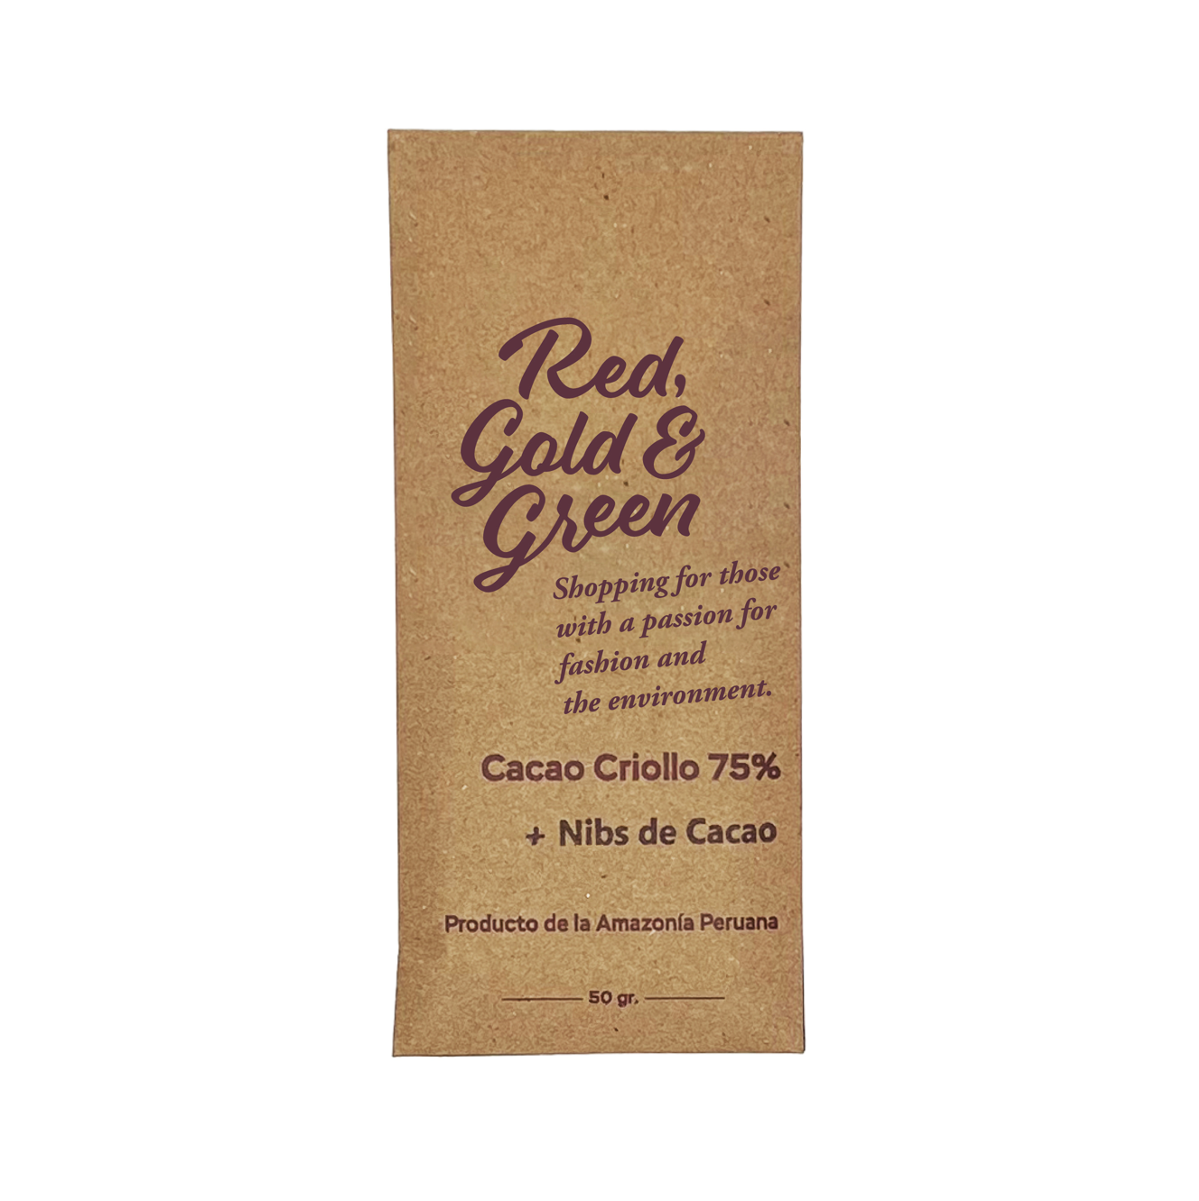 Red,
Gold &
Green
Shopping for those
with a passion for
fashion and
the environment.
Cacao Criollo 75%
+ Nibs de Cacao
Producto de la Amazonía Peruana
50 gr.